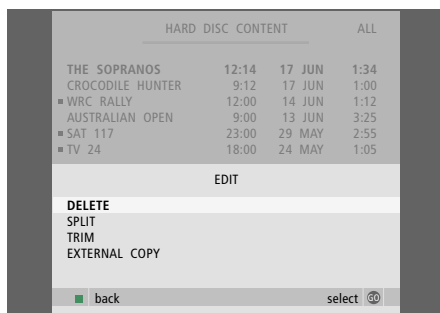 HARD DISC CONTENT ALL
THE SOPRANOS 12:14 17 JUN 1:34
CROCODILE HUNTER 9:12 17 JUN 1:00
WRC RALLY 12:00 14 JUN 1:12
AUSTRALIAN OPEN 9:00 13 JUN 3:25
SAT 117 23:00 29 MAY 2:55
TV 24 18:00 24 MAY 1:05
EDIT
DELETE
SPLIT
TRIM
EXTERNAL COPY
back select GO